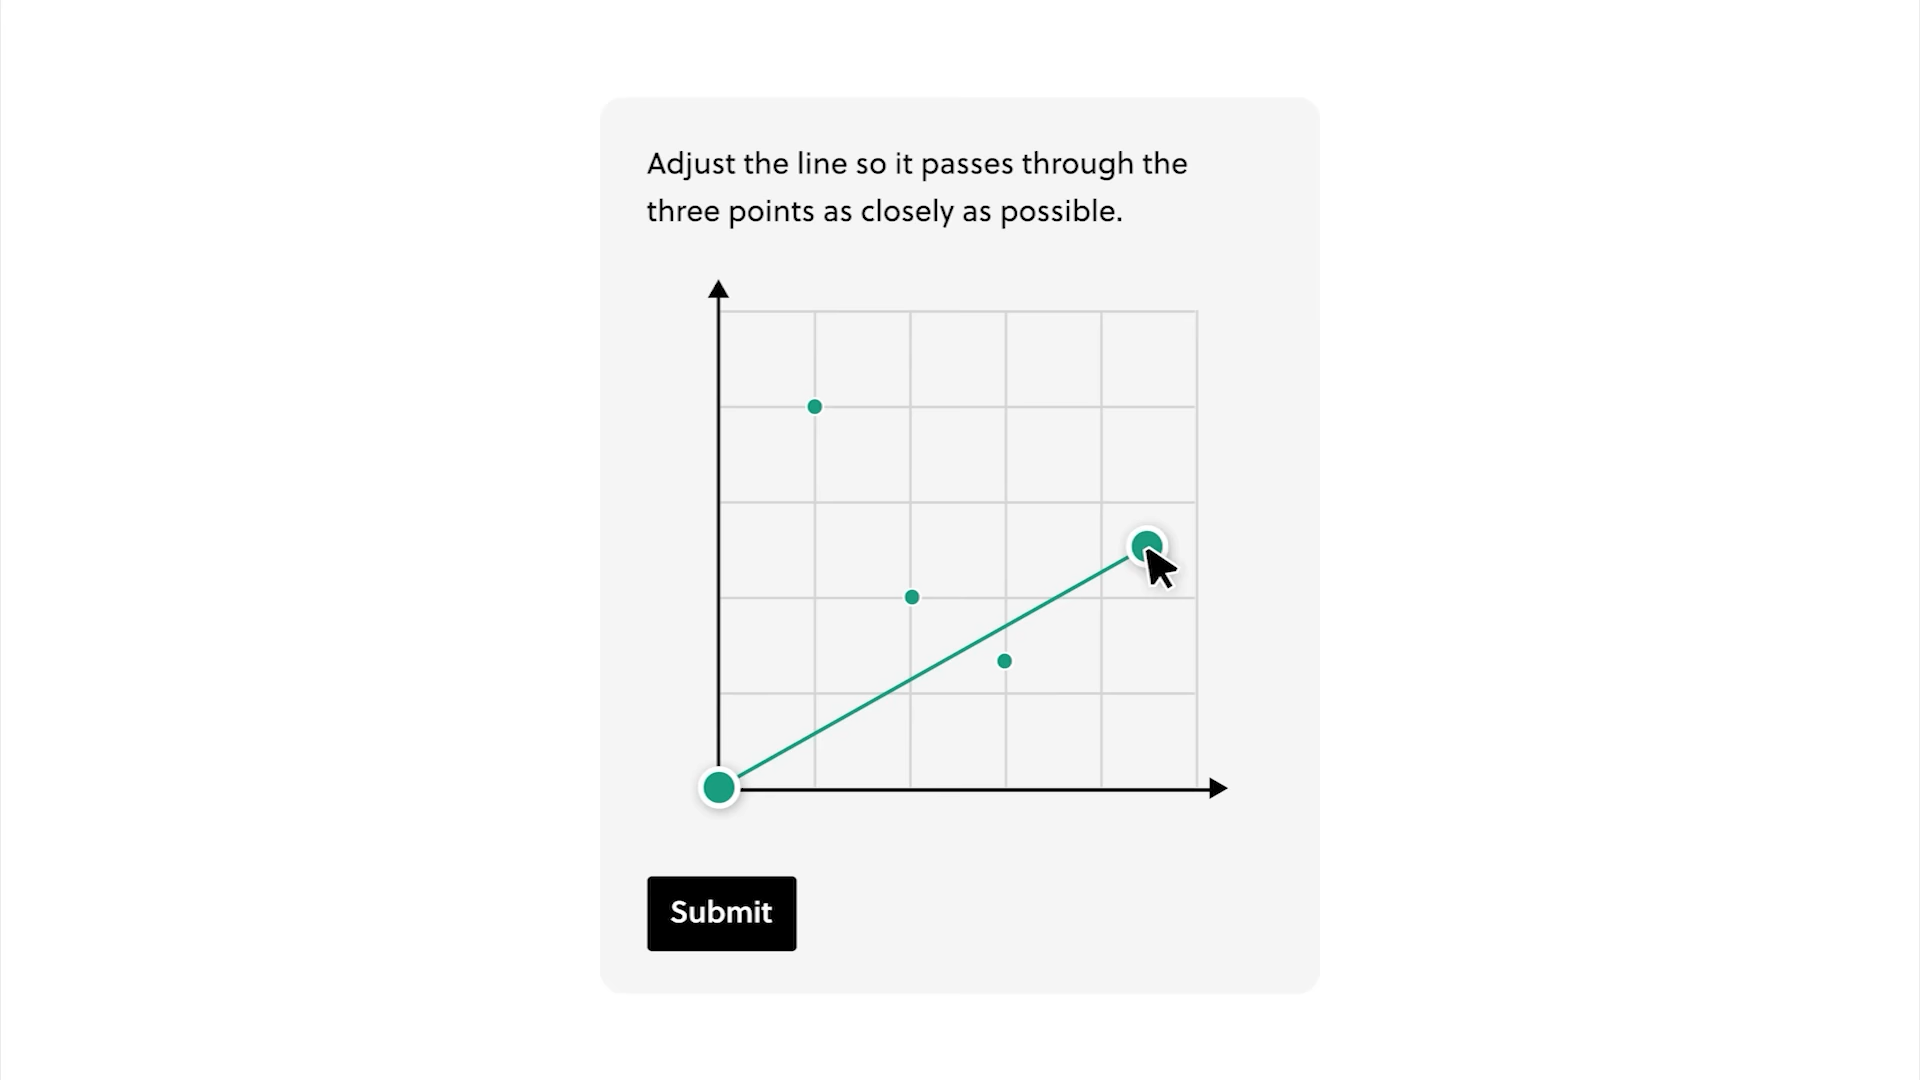 Adjust the line so it passes through the
three points as closely as possible.
Submit